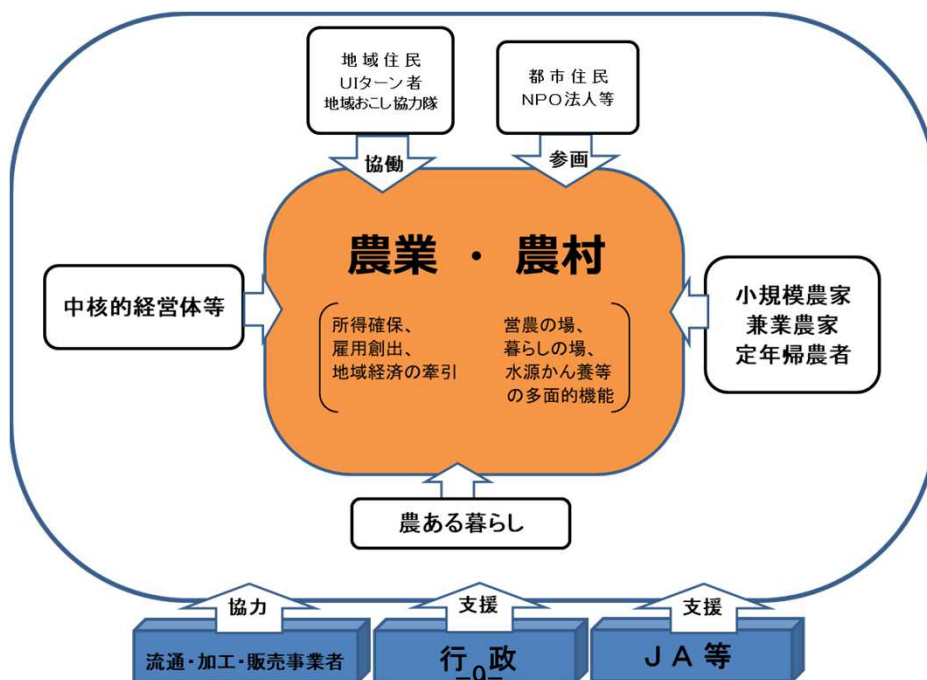 地域住民
UIターン者
地域おこし協力隊
都市住民
NPO法人等
協働
参画
農業 ・ 農村
中核的経営体等
所得確保、
雇用創出、
地域経済の牽引
営農の場、
暮らしの場、
水源かん養等
の多面的機能
小規模農家
兼業農家
定年帰農者
農ある暮らし
協力
支援
支援
流通・加工・販売事業者
行政
JA等
－9－